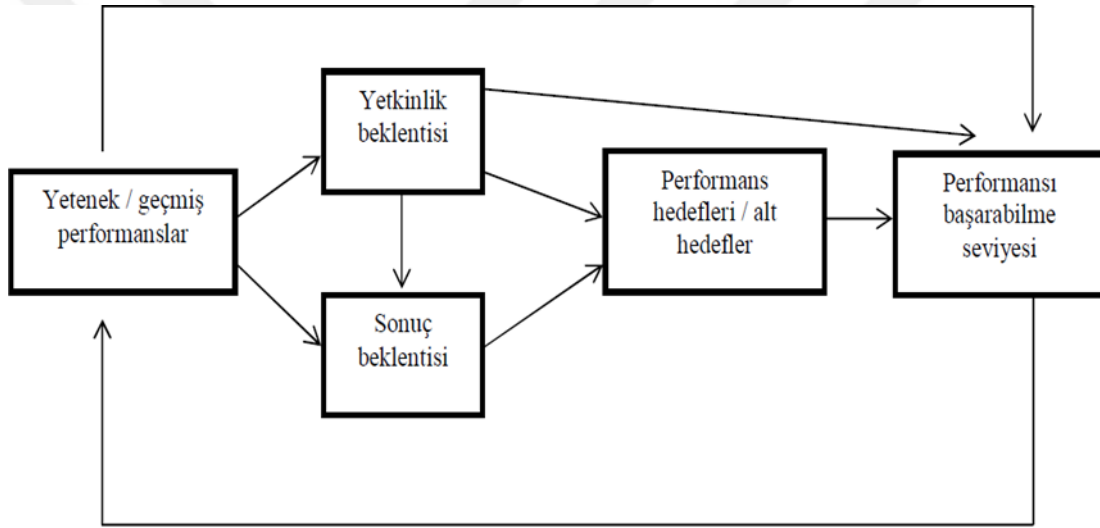 Yetkinlik
beklentisi
Yetenek / geçmiş
performanslar
Performans
hedefleri / alt
hedefler
Performansı
başarabilme
seviyesi
Sonuç
beklentisi